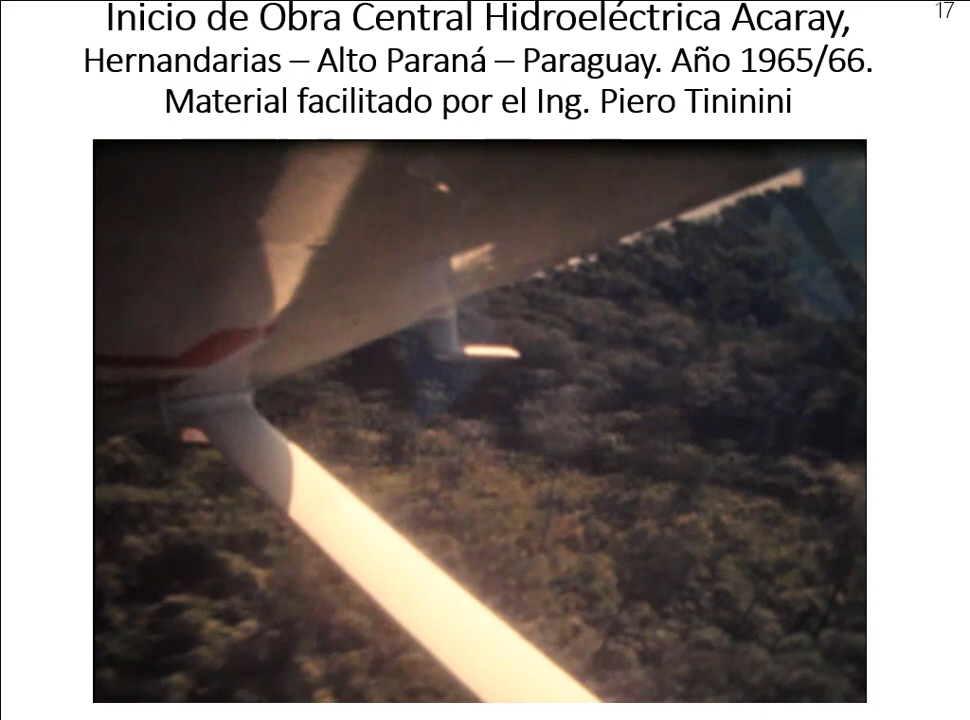 Inicio de Obra Central Hidroeléctrica Acaray,
17
Hernandarias – Alto Paraná – Paraguay. Año 1965/66.
Material facilitado por el Ing. Piero Tininini